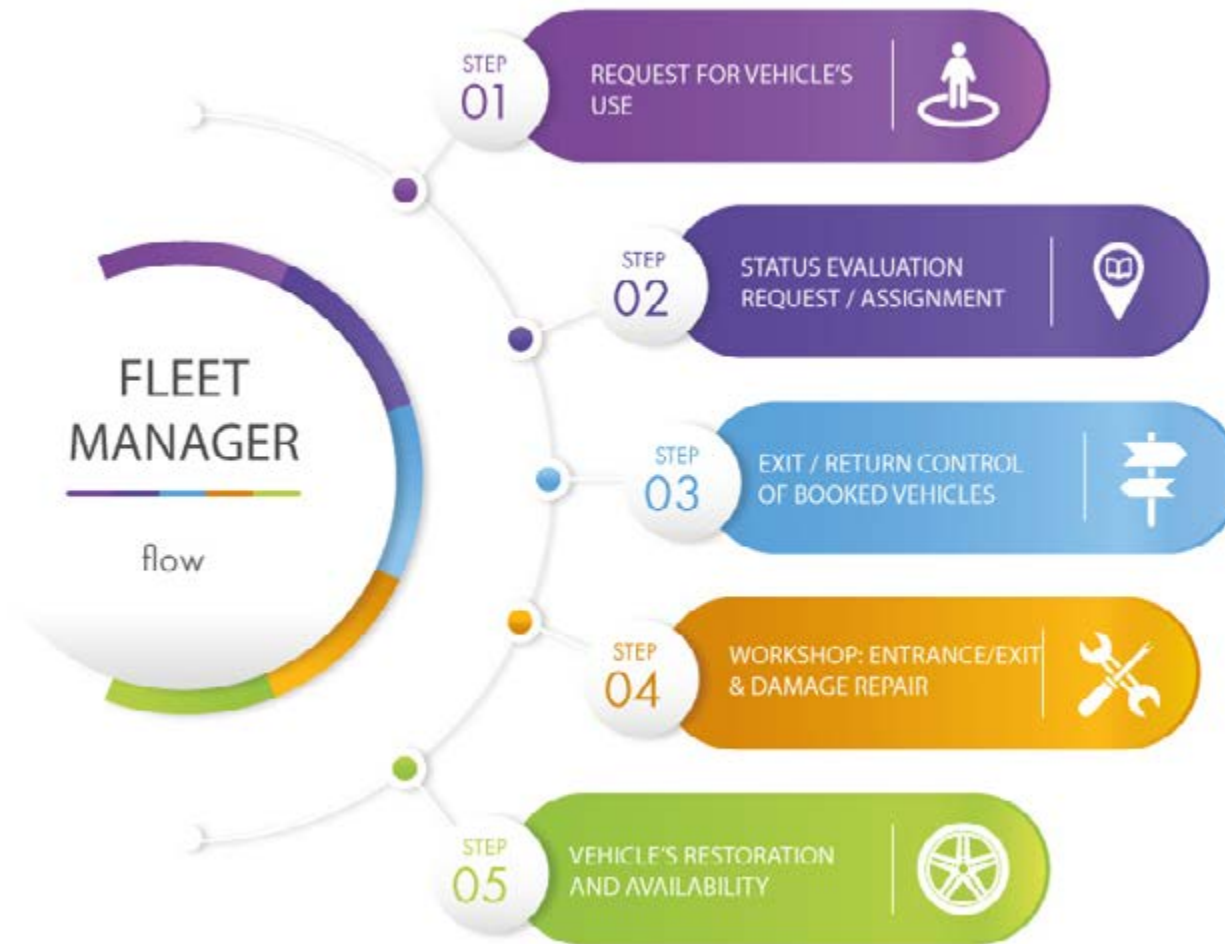 FLEET
MANAGER
flow
STEP
01
REQUEST FOR VEHICLE'S
USE
STEP
02
STATUS EVALUATION
REQUEST / ASSIGNMENT
STEP
03
EXIT / RETURN CONTROL
OF BOOKED VEHICLES
STEP
04
WORKSHOP: ENTRANCE/EXIT
& DAMAGE REPAIR
STEP
05
VEHICLE'S RESTORATION
AND AVAILABILITY